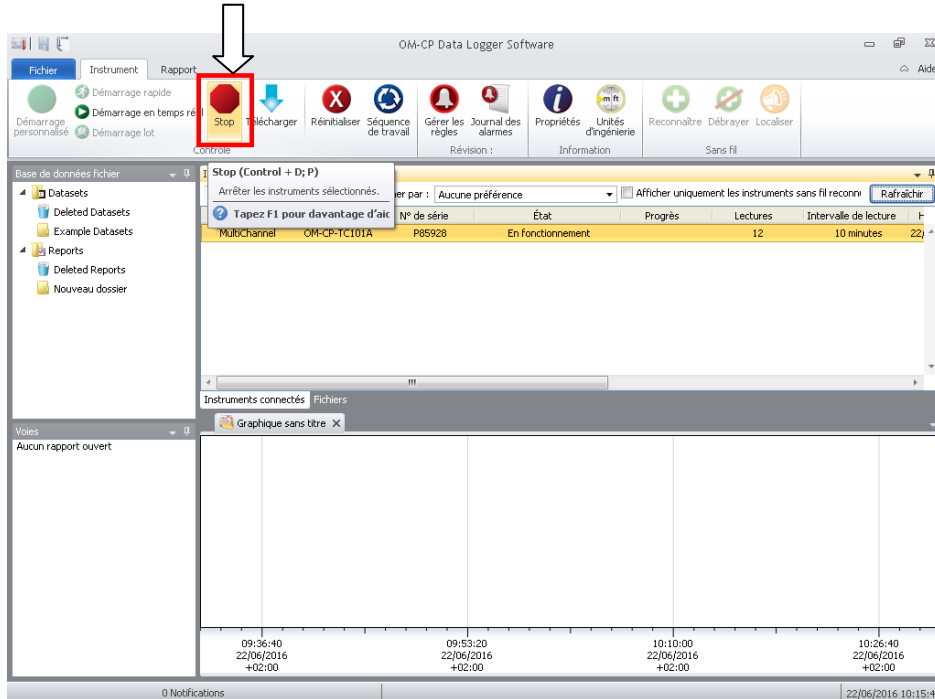 OM-CP Data Logger Software
Fichier Instrument Rapport Aide
Démarrage personnalisé
Démarrage rapide
Démarrage en temps ré
Démarrage lot
Stop
Télécharger
Réinitialiser
Séquence de travail
Gérer les règles
Journal des alarmes
Propriétés
Unités d'ingénierie
Reconnaître
Débrayer
Localiser
Contrôle
Révision :
Information
Sans fil
Base de données fichier
Datasets
Deleted Datasets
Example Datasets
Reports
Deleted Reports
Nouveau dossier
Stop (Control + D; P)
Arrêter les instruments sélectionnés.
Tapez F1 pour davantage d'aic
er par : Aucune préférence
Afficher uniquement les instruments sans fil reconn
Rafraîchir
N° de série État Progrès Lectures Intervalle de lecture
MultiChannel OM-CP-TC101A P85928 En fonctionnement 12 10 minutes 22/
Instruments connectés Fichiers
Graphique sans titre
Voies
Aucun rapport ouvert
09:36:40 09:53:20 10:10:00 10:26:40
22/06/2016 22/06/2016 22/06/2016 22/06/2016
+02:00 +02:00 +02:00 +02:00
0 Notifications
22/06/2016 10:15:4